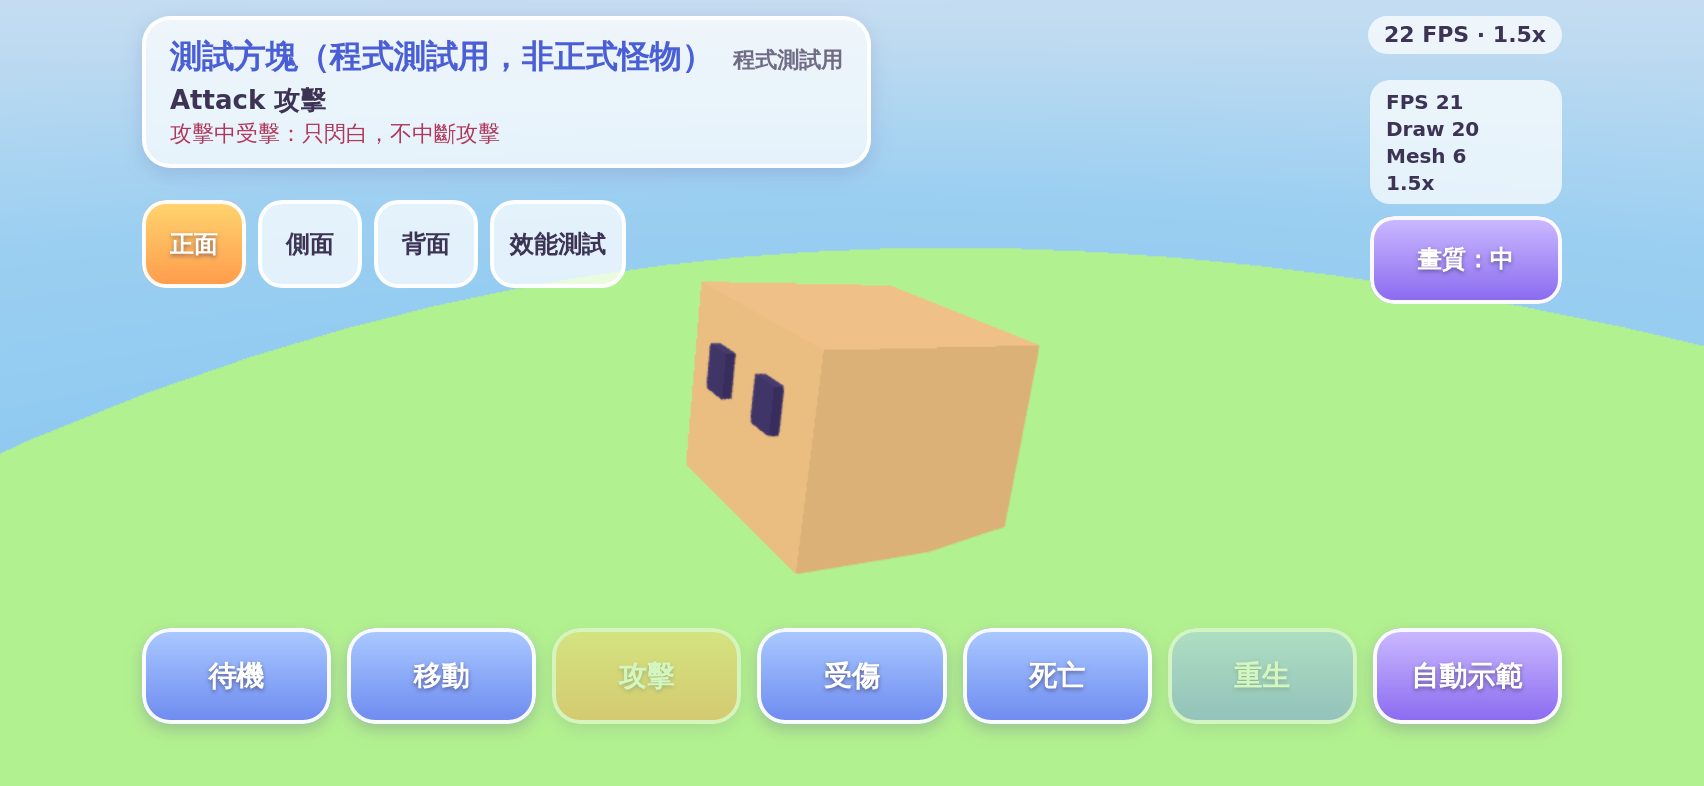 測試方塊（程式測試用，非正式怪物） 程式測試用
Attack 攻擊
攻擊中受擊：只閃白，不中斷攻擊
22 FPS · 1.5x
FPS 21
Draw 20
Mesh 6
1.5x
正面 側面 背面 效能測試
畫質：中
待機 移動 攻擊 受傷 死亡 重生 自動示範